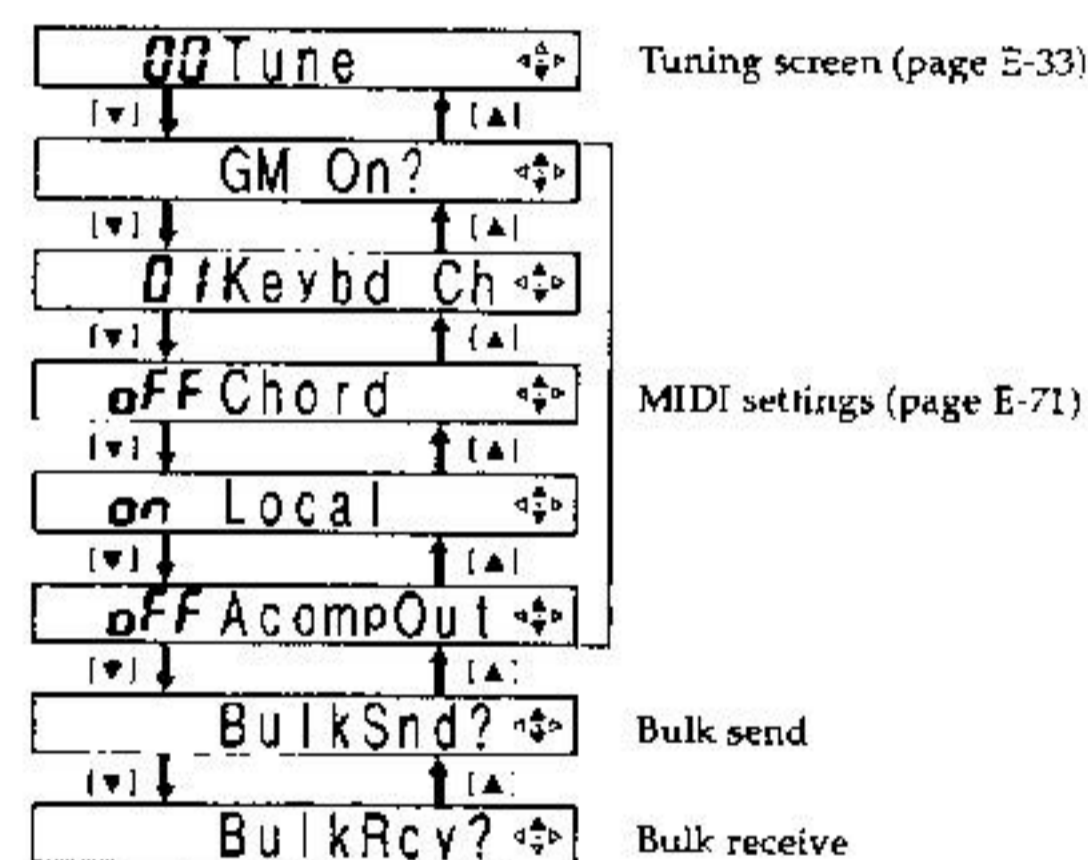 00 Tune Tuning screen (page E-33)
[▼] [▲]
GM On?
[▼] [▲]
01 Keybd Ch
[▼] [▲]
oFF Chord MIDI settings (page E-71)
[▼] [▲]
on Local
[▼] [▲]
oFF AcompOut
[▼] [▲]
BulkSnd? Bulk send
[▼] [▲]
BulkRcv? Bulk receive